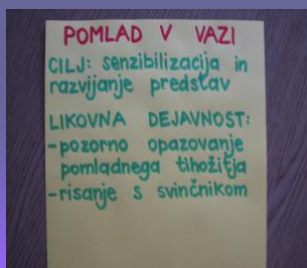 POMLAD V VAZI
CILJ: senzibilizacija in
razvijanje predstav
LIKOVNA DEJAVNOST:
-pozorno opazovanje
pomladnega tihožitja
-risanje s svinčnikom